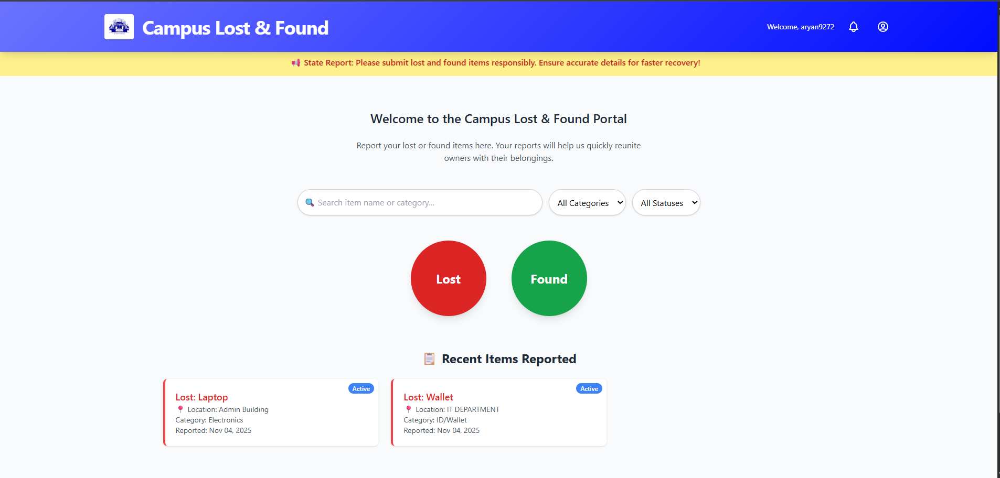 Campus Lost & Found
Welcome, aryan9272
📢 State Report: Please submit lost and found items responsibly. Ensure accurate details for faster recovery!
Welcome to the Campus Lost & Found Portal
Report your lost or found items here. Your reports will help us quickly reunite
owners with their belongings.
🔍 Search item name or category...
All Categories
All Statuses
Lost
Found
📋 Recent Items Reported
Active
Lost: Laptop
📍 Location: Admin Building
Category: Electronics
Reported: Nov 04, 2025
Active
Lost: Wallet
📍 Location: IT DEPARTMENT
Category: ID/Wallet
Reported: Nov 04, 2025